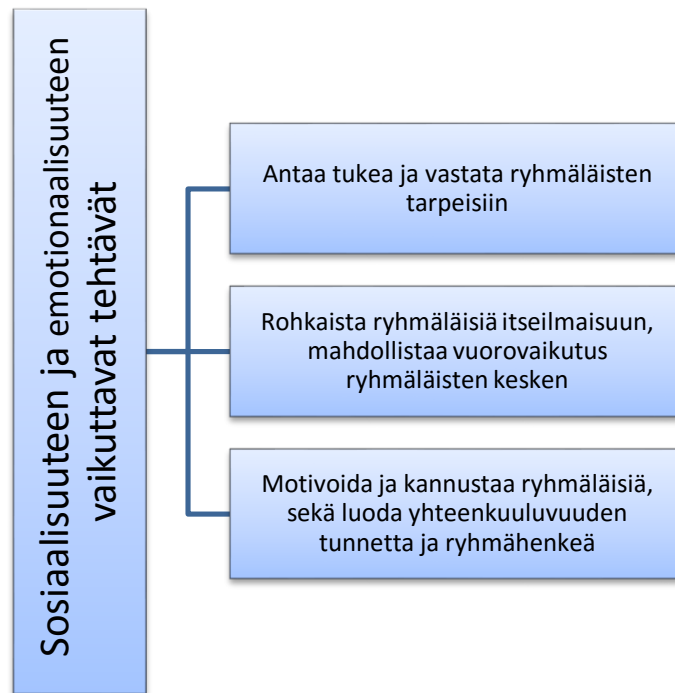 Sosiaalisuuteen ja emotionaalisuuteen
vaikuttavat tehtävät
Antaa tukea ja vastata ryhmäläisten
tarpeisiin
Rohkaista ryhmäläisiä itseilmaisuun,
mahdollistaa vuorovaikutus
ryhmäläisten kesken
Motivoida ja kannustaa ryhmäläisiä,
sekä luoda yhteenkuuluvuuden
tunnetta ja ryhmähenkeä